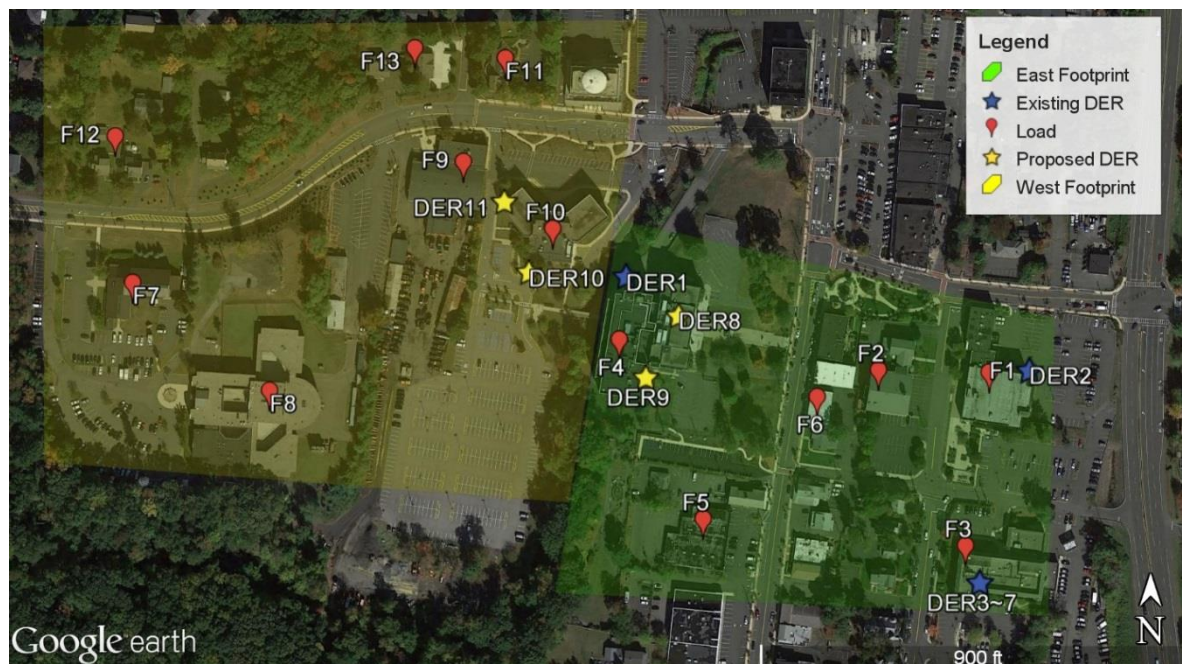 Legend
East Footprint
Existing DER
Load
Proposed DER
West Footprint
F13
F11
F12
F9
DER11
F10
DER10
DER1
F7
DER8
F4
F2
F1
DER2
DER9
F8
F6
F5
F3
DER3~7
N
Google earth
900 ft